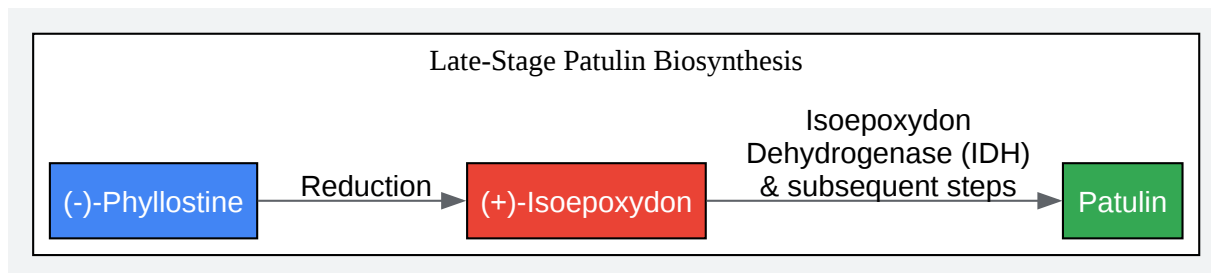 Late-Stage Patulin Biosynthesis
(-)-Phyllostine
Reduction
(+)-Isoepoxydon
Isoepoxydon
Dehydrogenase (IDH)
& subsequent steps
Patulin